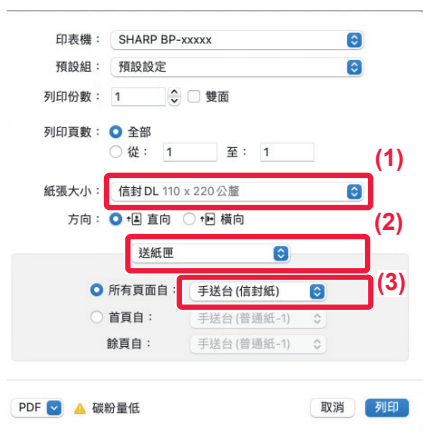 印表機： SHARP BP-xxxxx
預設組： 預設設定
列印份數： 1 雙面
列印頁數： 全部
從： 1 至： 1
(1)
紙張大小： 信封 DL 110 x 220 公釐
方向： 直向 橫向
(2)
送紙匣
(3)
所有頁面自： 手送台 (信封紙)
首頁自： 手送台 (普通紙-1)
餘頁自： 手送台 (普通紙-1)
PDF 碳粉量低 取消 列印